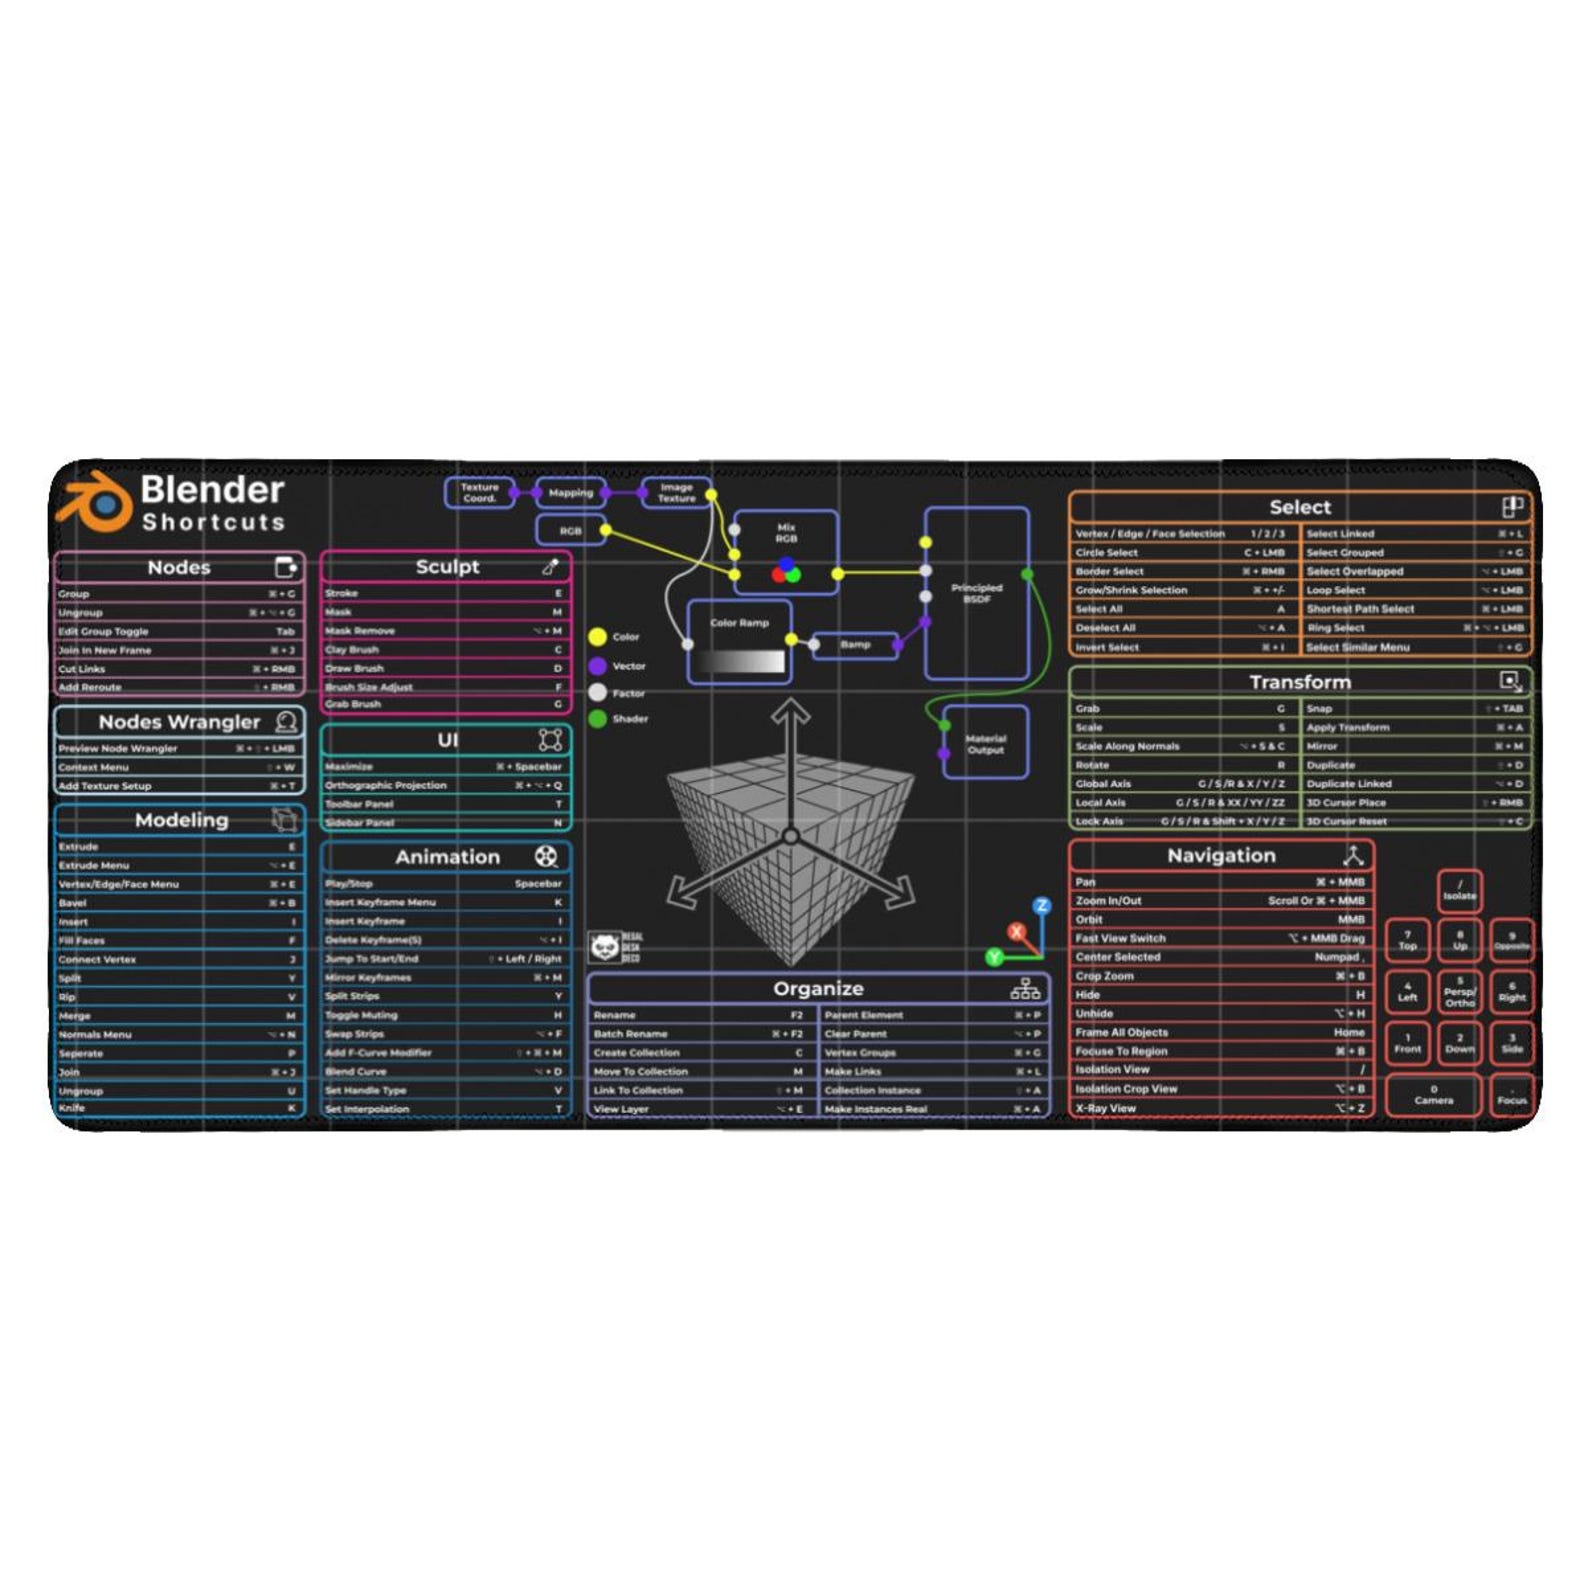 Blender
Shortcuts
Nodes
Group ⌘ + G
Ungroup ⌘ + ⌥ + G
Edit Group Toggle Tab
Join In New Frame ⌘ + J
Cut Links ⌘ + RMB
Add Reroute ⇧ + RMB
Nodes Wrangler
Preview Node Wrangler ⌘ + ⇧ + LMB
Context Menu ⇧ + W
Add Texture Setup ⌘ + T
Modeling
Extrude E
Extrude Menu ⌥ + E
Vertex/Edge/Face Menu ⌘ + E
Bavel ⌘ + B
Insert I
Fill Faces F
Connect Vertex J
Split Y
Rip V
Merge M
Normals Menu ⌥ + N
Seperate P
Join ⌘ + J
Ungroup U
Knife K
Sculpt
Stroke E
Mask M
Mask Remove ⌥ + M
Clay Brush C
Draw Brush D
Brush Size Adjust F
Grab Brush G
UI
Maximize ⌘ + Spacebar
Orthographic Projection ⌘ + ⌥ + Q
Toolbar Panel T
Sidebar Panel N
Animation
Play/Stop Spacebar
Insert Keyframe Menu K
Insert Keyframe I
Delete Keyframe(S) ⌥ + I
Jump To Start/End ⇧ + Left / Right
Mirror Keyframes ⌘ + M
Split Strips Y
Toggle Muting H
Swap Strips ⌥ + F
Add F-Curve Modifier ⇧ + ⌘ + M
Blend Curve ⌥ + D
Set Handle Type V
Set Interpolation T
Texture
Coord.
Mapping
Image
Texture
RGB
Mix
RGB
Color Ramp
Bamp
Principled
BSDF
Material
Output
Color
Vector
Factor
Shader
Z
X
Y
REGAL
DESK
DECO
Organize
Rename F2
Batch Rename ⌘ + F2
Create Collection C
Move To Collection M
Link To Collection ⇧ + M
View Layer ⌥ + E
Parent Element ⌘ + P
Clear Parent ⌥ + P
Vertex Groups ⌘ + G
Make Links ⌘ + L
Collection Instance ⇧ + A
Make Instances Real ⌘ + A
Select
Vertex / Edge / Face Selection 1 / 2 / 3
Circle Select C + LMB
Border Select ⌘ + RMB
Grow/Shrink Selection ⌘ + +/-
Select All A
Deselect All ⌥ + A
Invert Select ⌘ + I
Select Linked ⌘ + L
Select Grouped ⇧ + G
Select Overlapped ⌥ + LMB
Loop Select ⌥ + LMB
Shortest Path Select ⌘ + LMB
Ring Select ⌘ + ⌥ + LMB
Select Similar Menu ⇧ + G
Transform
Grab G
Scale S
Scale Along Normals ⌥ + S & C
Rotate R
Global Axis G / S / R & X / Y / Z
Local Axis G / S / R & XX / YY / ZZ
Lock Axis G / S / R & Shift + X / Y / Z
Snap ⇧ + TAB
Apply Transform ⌘ + A
Mirror ⌘ + M
Duplicate ⇧ + D
Duplicate Linked ⌥ + D
3D Cursor Place ⇧ + RMB
3D Cursor Reset ⇧ + C
Navigation
Pan ⌘ + MMB
Zoom In/Out Scroll Or ⌘ + MMB
Orbit MMB
Fast View Switch ⌥ + MMB Drag
Center Selected Numpad ,
Crop Zoom ⌘ + B
Hide H
Unhide ⌥ + H
Frame All Objects Home
Focuse To Region ⌘ + B
Isolation View /
Isolation Crop View ⌥ + B
X-Ray View ⌥ + Z
/
Isolate
7
Top
8
Up
9
Opposite
4
Left
5
Persp/
Ortho
6
Right
1
Front
2
Down
3
Side
0
Camera
.
Focus